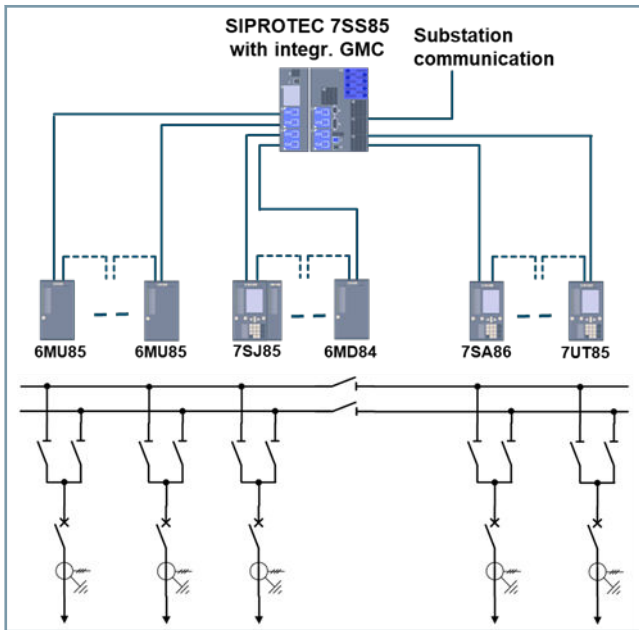 SIPROTEC 7SS85
with integr. GMC
Substation
communication
6MU85
6MU85
7SJ85
6MD84
7SA86
7UT85